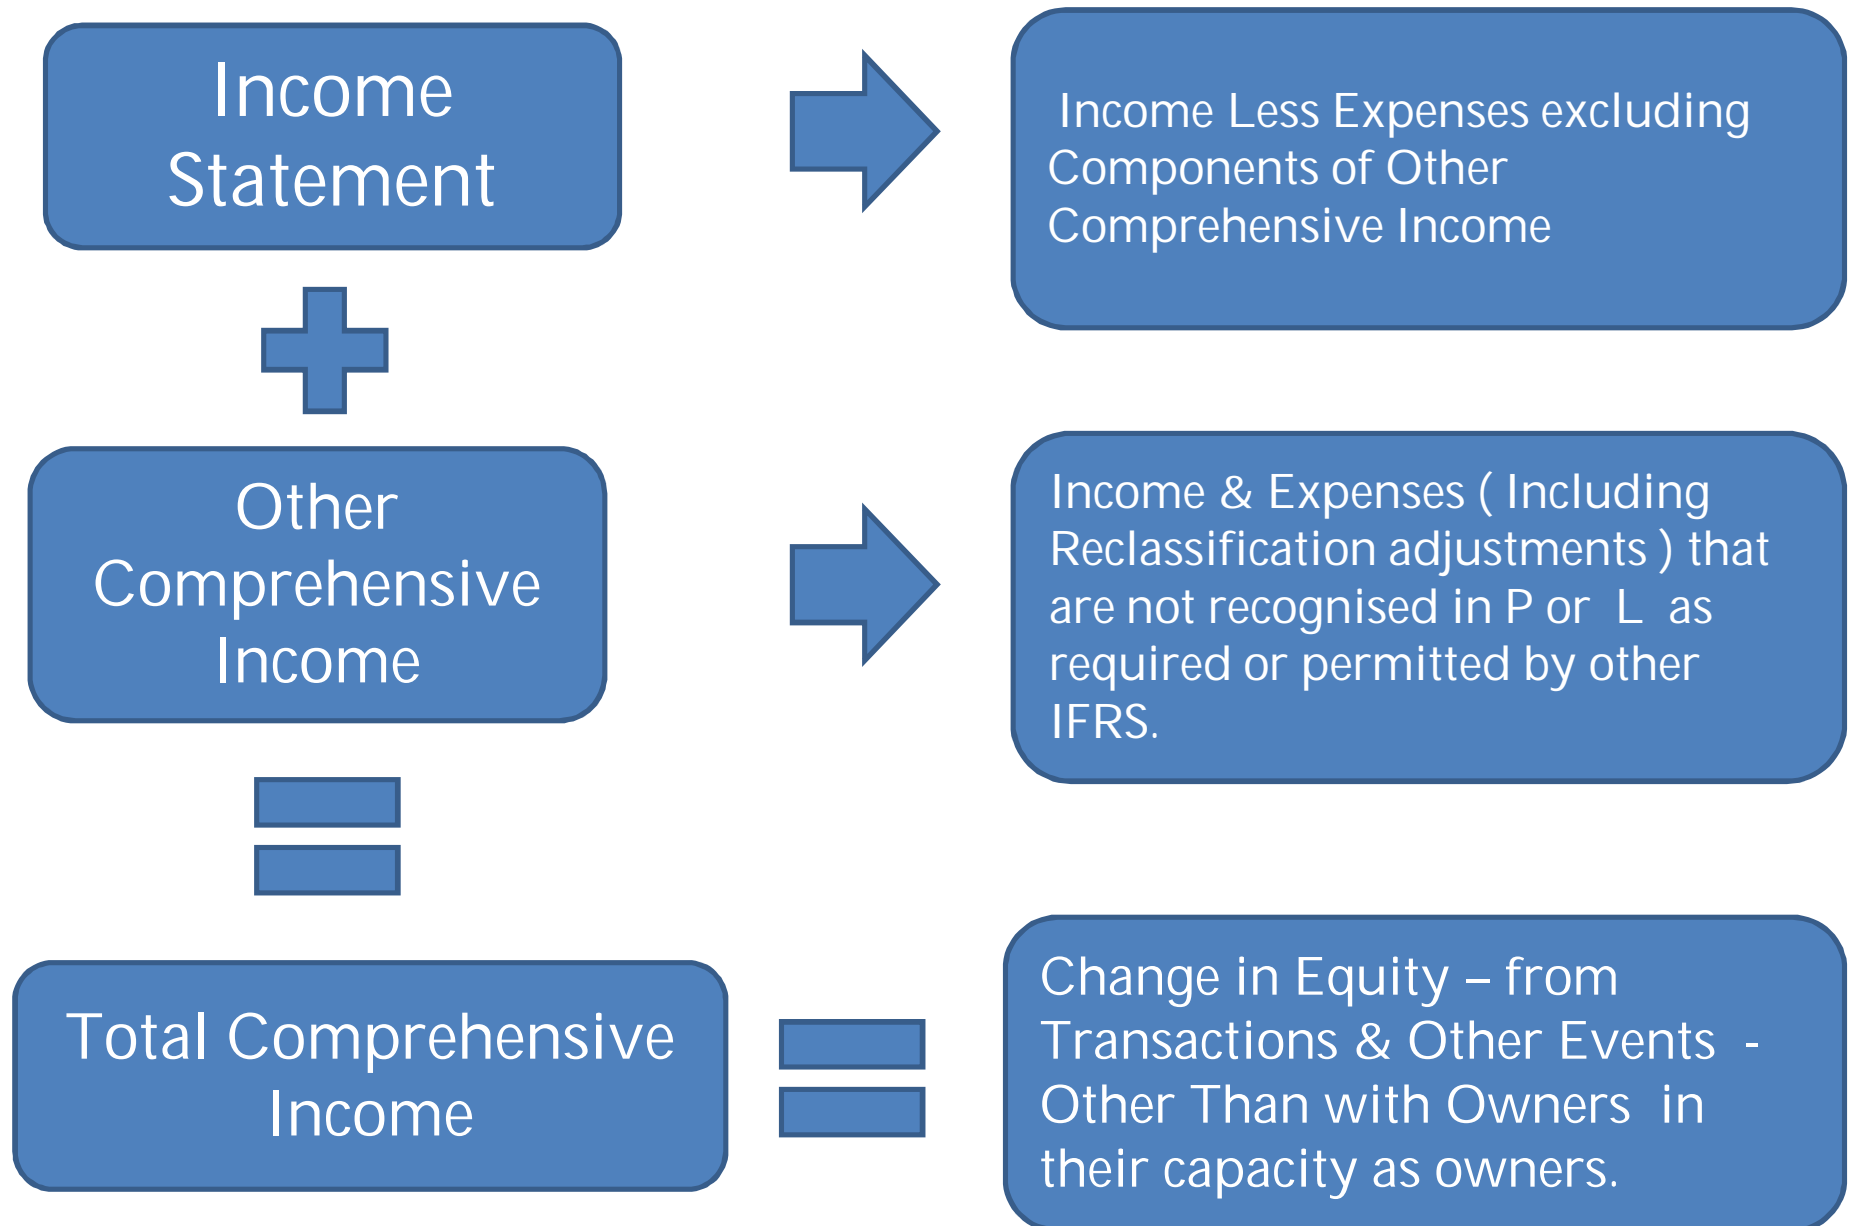 Income
Statement
Income Less Expenses excluding
Components of Other
Comprehensive Income
Other
Comprehensive
Income
Income & Expenses ( Including
Reclassification adjustments ) that
are not recognised in P or L as
required or permitted by other
IFRS.
Total Comprehensive
Income
Change in Equity – from
Transactions & Other Events -
Other Than with Owners in
their capacity as owners.